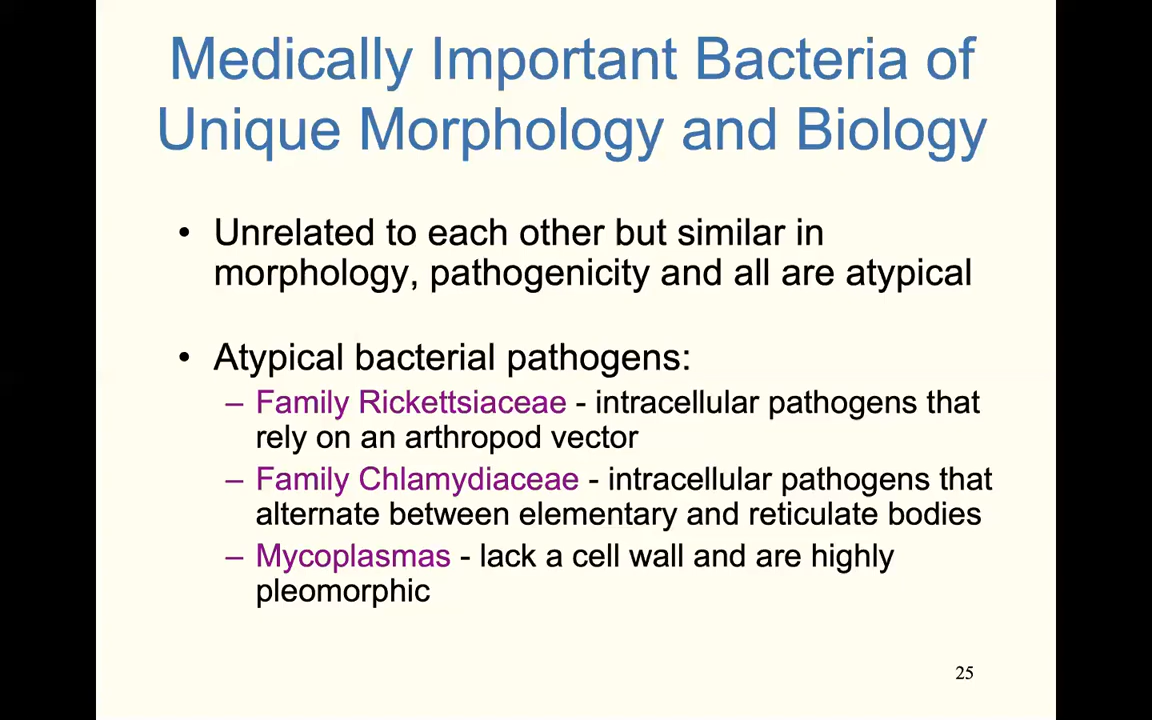 Medically Important Bacteria of
Unique Morphology and Biology
• Unrelated to each other but similar in
morphology, pathogenicity and all are atypical
• Atypical bacterial pathogens:
– Family Rickettsiaceae - intracellular pathogens that
rely on an arthropod vector
– Family Chlamydiaceae - intracellular pathogens that
alternate between elementary and reticulate bodies
– Mycoplasmas - lack a cell wall and are highly
pleomorphic
25